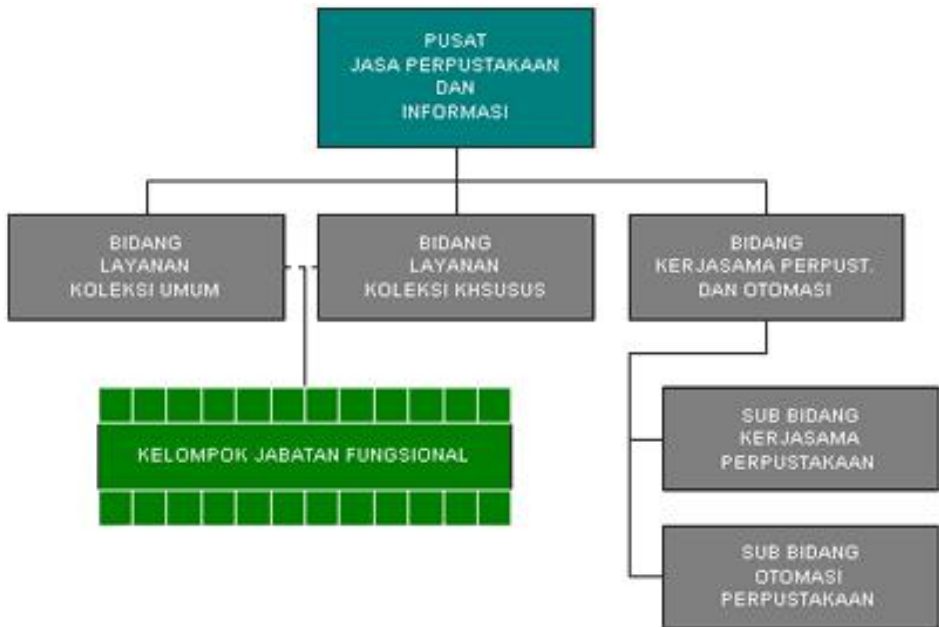 PUSAT
JASA PERPUSTAKAAN
DAN
INFORMASI
BIDANG
LAYANAN
KOLEKSI UMUM
BIDANG
LAYANAN
KOLEKSI KHSUSUS
BIDANG
KERJASAMA PERPUST.
DAN OTOMASI
KELOMPOK JABATAN FUNGSIONAL
SUB BIDANG
KERJASAMA
PERPUSTAKAAN
SUB BIDANG
OTOMASI
PERPUSTAKAAN